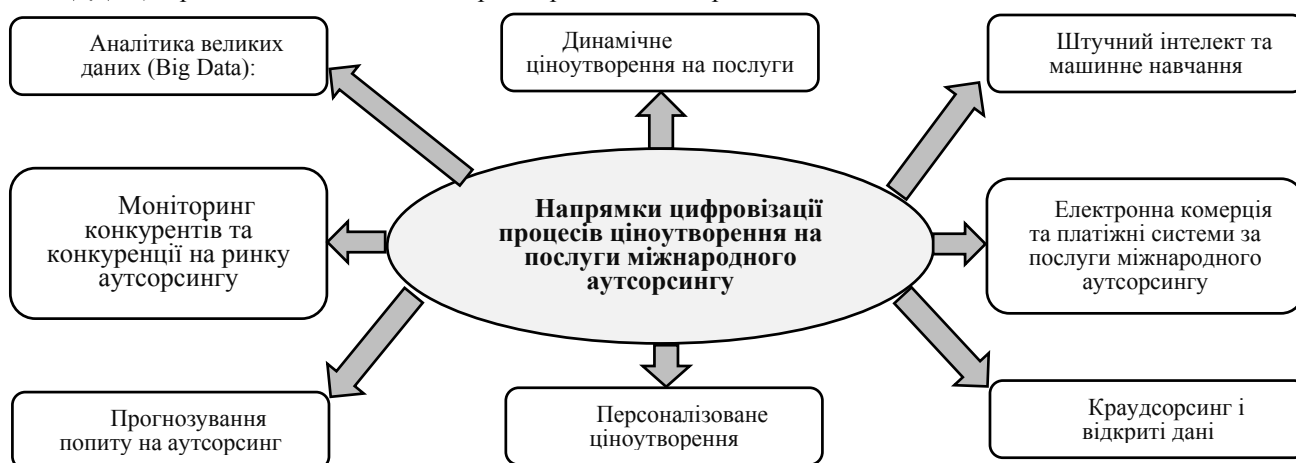 Аналітика великих
даних (Big Data):
Динамічне
ціноутворення на послуги
Штучний інтелект та
машинне навчання
Моніторинг
конкурентів та
конкуренції на ринку
аутсорсингу
Напрямки цифровізації
процесів ціноутворення на
послуги міжнародного
аутсорсингу
Електронна комерція
та платіжні системи за
послуги міжнародного
аутсорсингу
Прогнозування
попиту на аутсорсинг
Персоналізоване
ціноутворення
Краудсорсинг і
відкриті дані